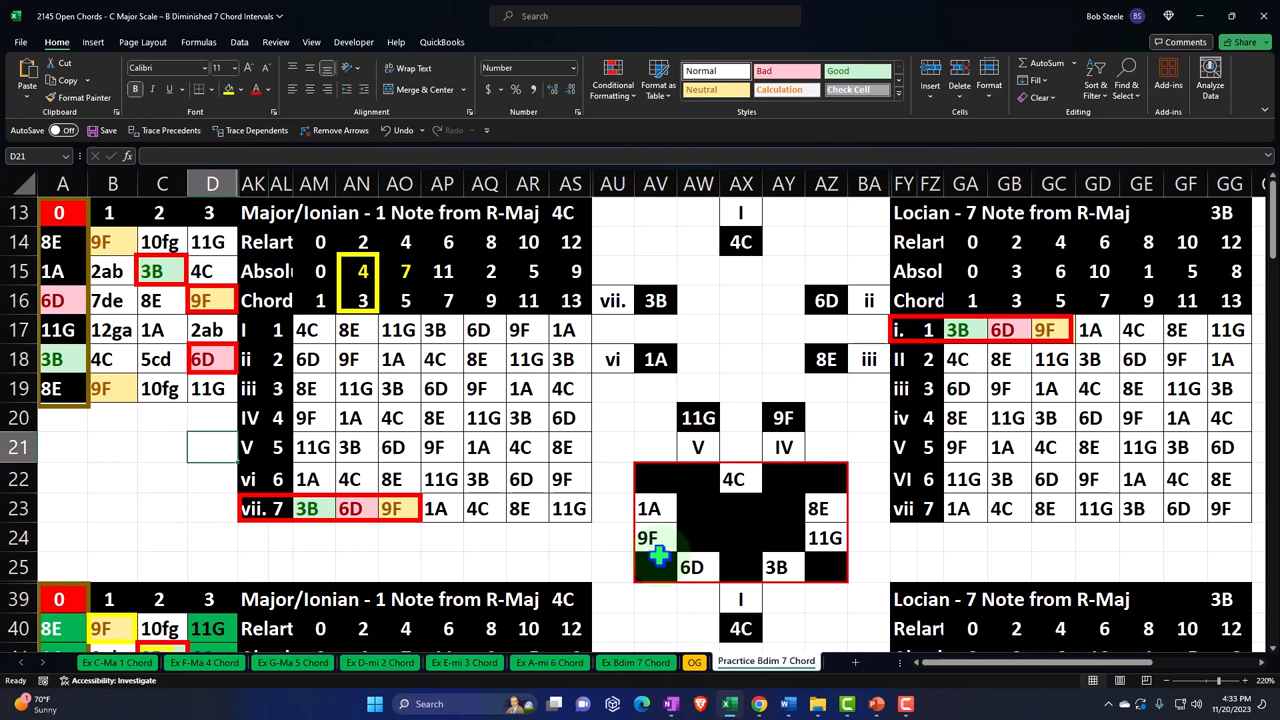 2145 Open Chords - C Major Scale – B Diminished 7 Chord Intervals
Search
Bob Steele BS
File Home Insert Page Layout Formulas Data Review View Developer Help QuickBooks
Comments Share
Paste Cut Copy Format Painter
Calibri 11
Wrap Text
Merge & Center
Number
Conditional Formatting Format as Table
Normal Bad Good
Neutral Calculation Check Cell
Insert Delete Format
AutoSum Fill Clear
Sort & Filter Find & Select
Add-ins Analyze Data
Clipboard Font Alignment Number Styles Cells Editing Add-ins
AutoSave Off Save Trace Precedents Trace Dependents Remove Arrows Undo Redo
D21
A B C D AK AL AM AN AO AP AQ AR AS AU AV AW AX AY AZ BA FY FZ GA GB GC GD GE GF GG
13 0 1 2 3 Major/Ionian - 1 Note from R-Maj 4C I Locian - 7 Note from R-Maj 3B
14 8E 9F 10fg 11G Relart 0 2 4 6 8 10 12 4C Relart 0 2 4 6 8 10 12
15 1A 2ab 3B 4C Absol 0 4 7 11 2 5 9 Absol 0 3 6 10 1 5 8
16 6D 7de 8E 9F Chord 1 3 5 7 9 11 13 vii. 3B 6D ii Chord 1 3 5 7 9 11 13
17 11G 12ga 1A 2ab I 1 4C 8E 11G 3B 6D 9F 1A i. 1 3B 6D 9F 1A 4C 8E 11G
18 3B 4C 5cd 6D ii 2 6D 9F 1A 4C 8E 11G 3B vi 1A 8E iii II 2 4C 8E 11G 3B 6D 9F 1A
19 8E 9F 10fg 11G iii 3 8E 11G 3B 6D 9F 1A 4C iii 3 6D 9F 1A 4C 8E 11G 3B
20 IV 4 9F 1A 4C 8E 11G 3B 6D 11G 9F iv 4 8E 11G 3B 6D 9F 1A 4C
21 V 5 11G 3B 6D 9F 1A 4C 8E V IV V 5 9F 1A 4C 8E 11G 3B 6D
22 vi 6 1A 4C 8E 11G 3B 6D 9F 4C VI 6 11G 3B 6D 9F 1A 4C 8E
23 vii. 7 3B 6D 9F 1A 4C 8E 11G 1A 8E vii 7 1A 4C 8E 11G 3B 6D 9F
24 9F 11G
25 6D 3B
39 0 1 2 3 Major/Ionian - 1 Note from R-Maj 4C I Locian - 7 Note from R-Maj 3B
40 8E 9F 10fg 11G Relart 0 2 4 6 8 10 12 4C Relart 0 2 4 6 8 10 12
Ex C-Ma 1 Chord Ex F-Ma 4 Chord Ex G-Ma 5 Chord Ex D-mi 2 Chord Ex E-mi 3 Chord Ex A-mi 6 Chord Ex Bdim 7 Chord OG Pracrtice Bdim 7 Chord
Ready Accessibility: Investigate 220%
70°F
Sunny
Search
4:33 PM
11/20/2023